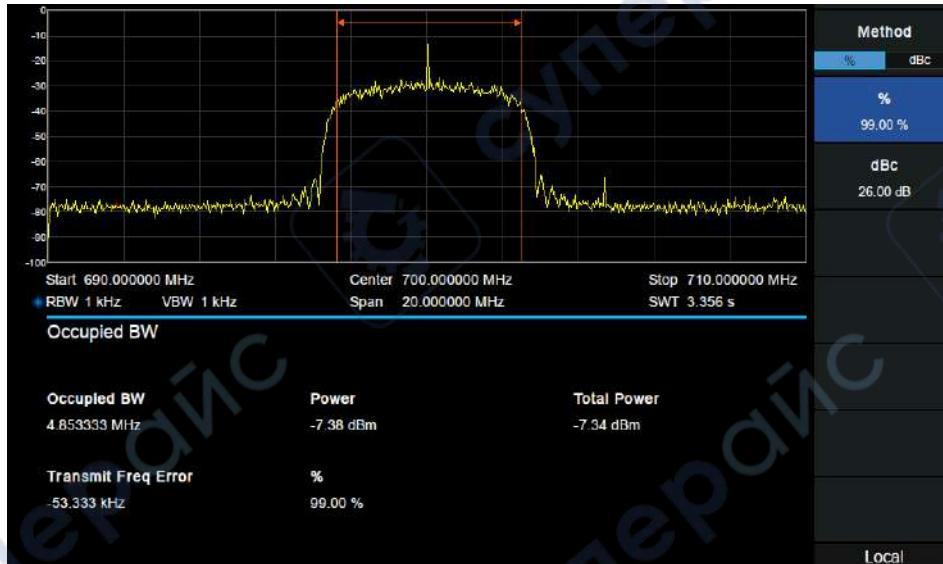 0
-10
-20
-30
-40
-50
-60
-70
-80
-90
-100
Start 690.000000 MHz Center 700.000000 MHz Stop 710.000000 MHz
RBW 1 kHz VBW 1 kHz Span 20.000000 MHz SWT 3.356 s
Occupied BW
Occupied BW Power Total Power
4.853333 MHz -7.38 dBm -7.34 dBm
Transmit Freq Error %
-53.333 kHz 99.00 %
Method
% dBc
%
99.00 %
dBc
26.00 dB
Local
суперайс